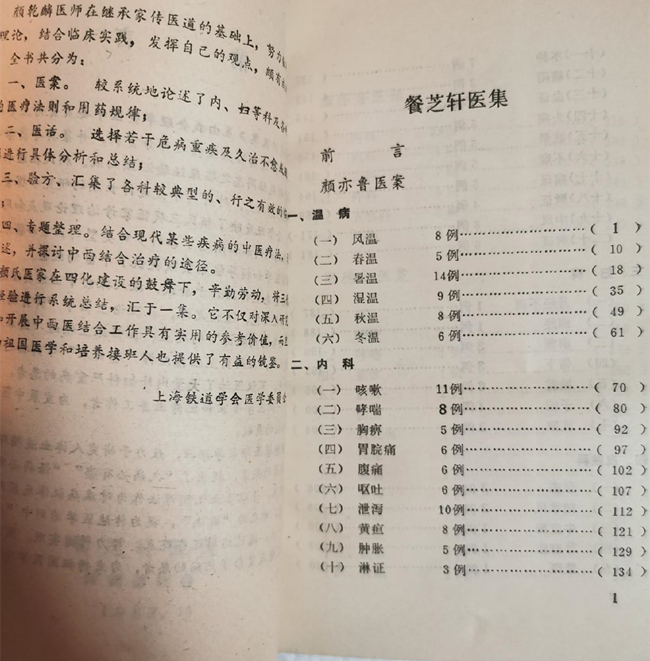 颜乾麟医师在继承家传医道的基础上，努力
理论，结合临床实践，发挥自己的观点，颇有
全书共分为：
一、医案。 较系统地论述了内、妇等科及各
医疗法则和用药规律；
二、医话。 选择若干危病重疾及久治不愈
进行具体分析和总结；
三、验方、汇集了各科较典型的、行之有效的
四、专题整理。结合现代某些疾病的中医疗法，
述，并探讨中西结合治疗的途径。
颜氏医家在四化建设的鼓舞下，辛勤劳动，将三
经验进行系统总结，汇于一集。它不仅对深入研
和开展中西医结合工作具有实用的参考价值，而
祖国医学和培养接班人也提供了有益的镜鉴。
上海铁道学会医学委员会
餐芝轩医集
前 言
颜亦鲁医案
一、温 病
（一） 风温 8例……………（ 1 ）
（二） 春温 5例……………（ 10 ）
（三） 暑温 14例……………（ 18 ）
（四） 湿温 9例……………（ 35 ）
（五） 秋温 8例……………（ 49 ）
（六） 冬温 6例……………（ 61 ）
二、内 科
（一） 咳嗽 11例……………（ 70 ）
（二） 哮喘 8例……………（ 80 ）
（三） 胸痹 5例……………（ 92 ）
（四） 胃脘痛 6例……………（ 97 ）
（五） 腹痛 6例……………（ 102 ）
（六） 呕吐 6例……………（ 107 ）
（七） 泄泻 10例……………（ 112 ）
（八） 黄疸 8例……………（ 121 ）
（九） 肿胀 5例……………（ 129 ）
（十） 淋证 3例……………（ 134 ）
1